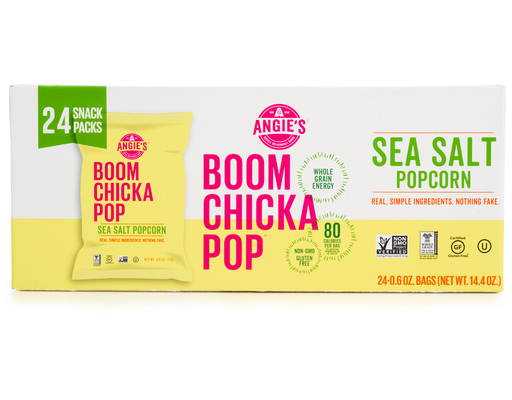 24 SNACK
PACKS
ANGIE'S
BOOM
CHICKA
POP
SEA SALT POPCORN
REAL, SIMPLE INGREDIENTS. NOTHING FAKE.
ANGIE'S
BOOM
CHICKA
POP
WHOLE
GRAIN
ENERGY
80
CALORIES
PER BAG
NON-GMO
GLUTEN
FREE
SEA SALT
POPCORN
REAL, SIMPLE INGREDIENTS. NOTHING FAKE.
NON
GMO
Project
VERIFIED
WHOLE
GRAIN
Certified
GF
Gluten-Free
U
24-0.6 OZ. BAGS (NET WT. 14.4 OZ.)